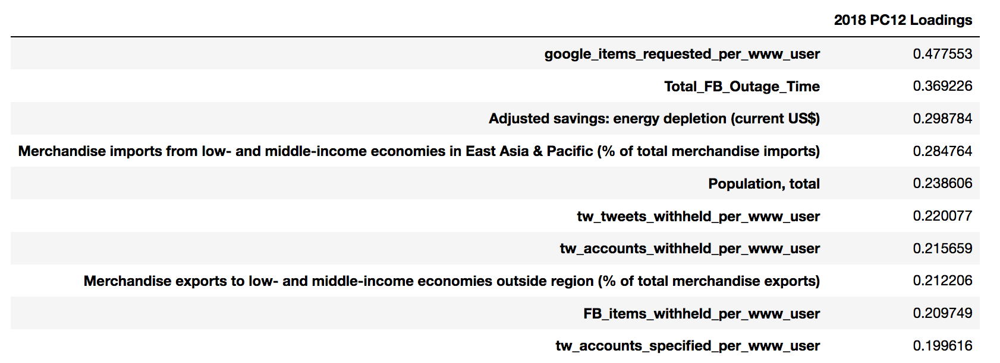 2018 PC12 Loadings
google_items_requested_per_www_user 0.477553
Total_FB_Outage_Time 0.369226
Adjusted savings: energy depletion (current US$) 0.298784
Merchandise imports from low- and middle-income economies in East Asia & Pacific (% of total merchandise imports) 0.284764
Population, total 0.238606
tw_tweets_withheld_per_www_user 0.220077
tw_accounts_withheld_per_www_user 0.215659
Merchandise exports to low- and middle-income economies outside region (% of total merchandise exports) 0.212206
FB_items_withheld_per_www_user 0.209749
tw_accounts_specified_per_www_user 0.199616